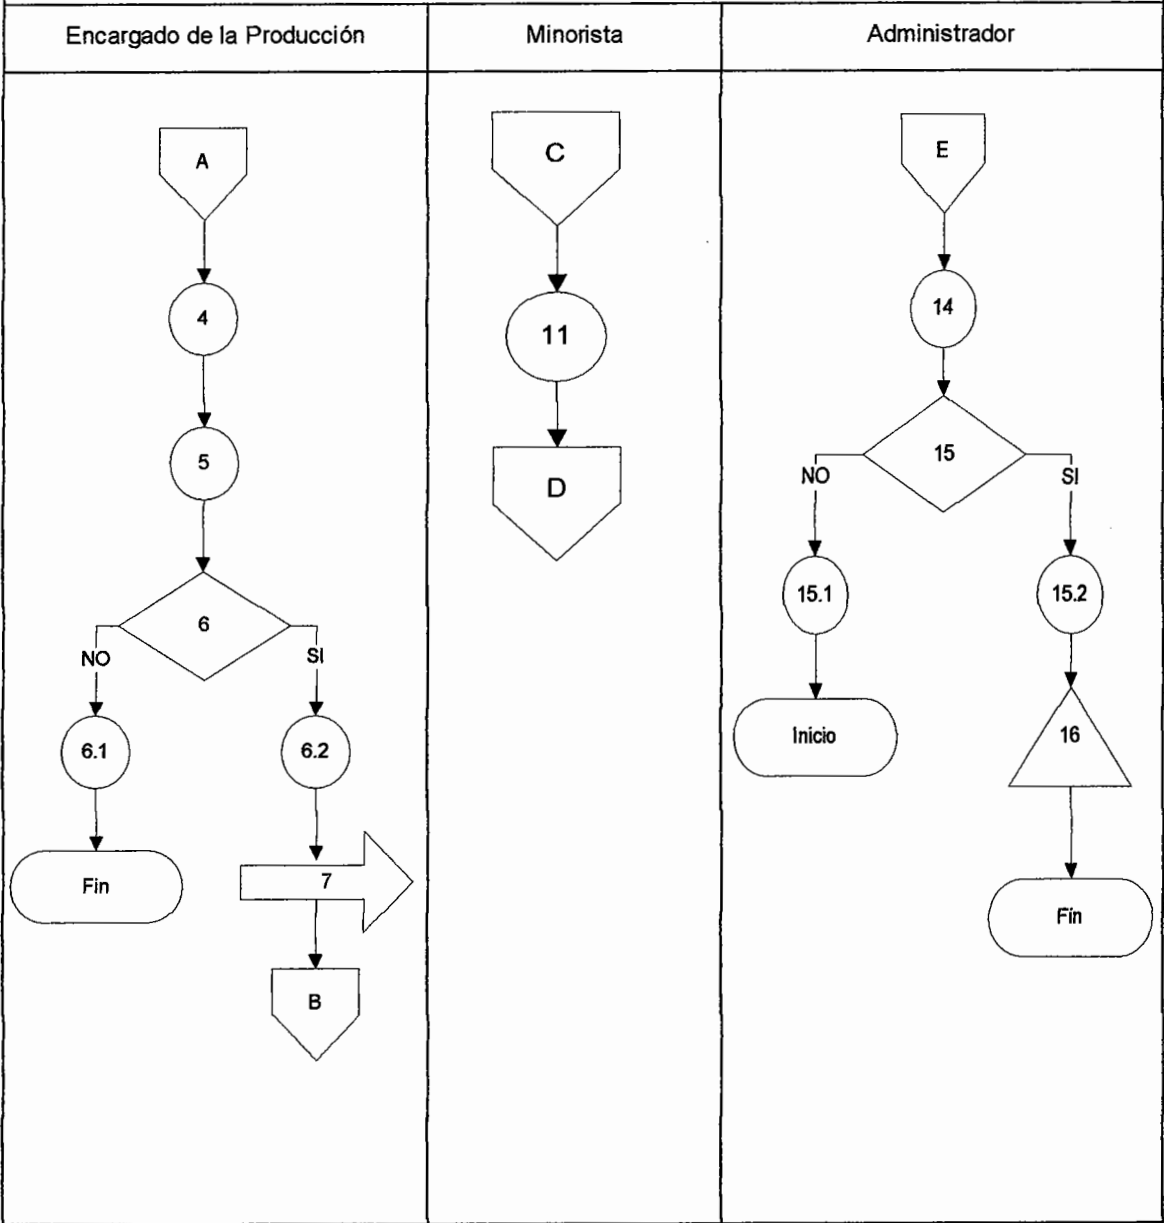 Encargado de la Producción
Minorista
Administrador
A
4
5
6
NO
SI
6.1
6.2
Fin
7
B
C
11
D
E
14
15
NO
SI
15.1
15.2
Inicio
16
Fin